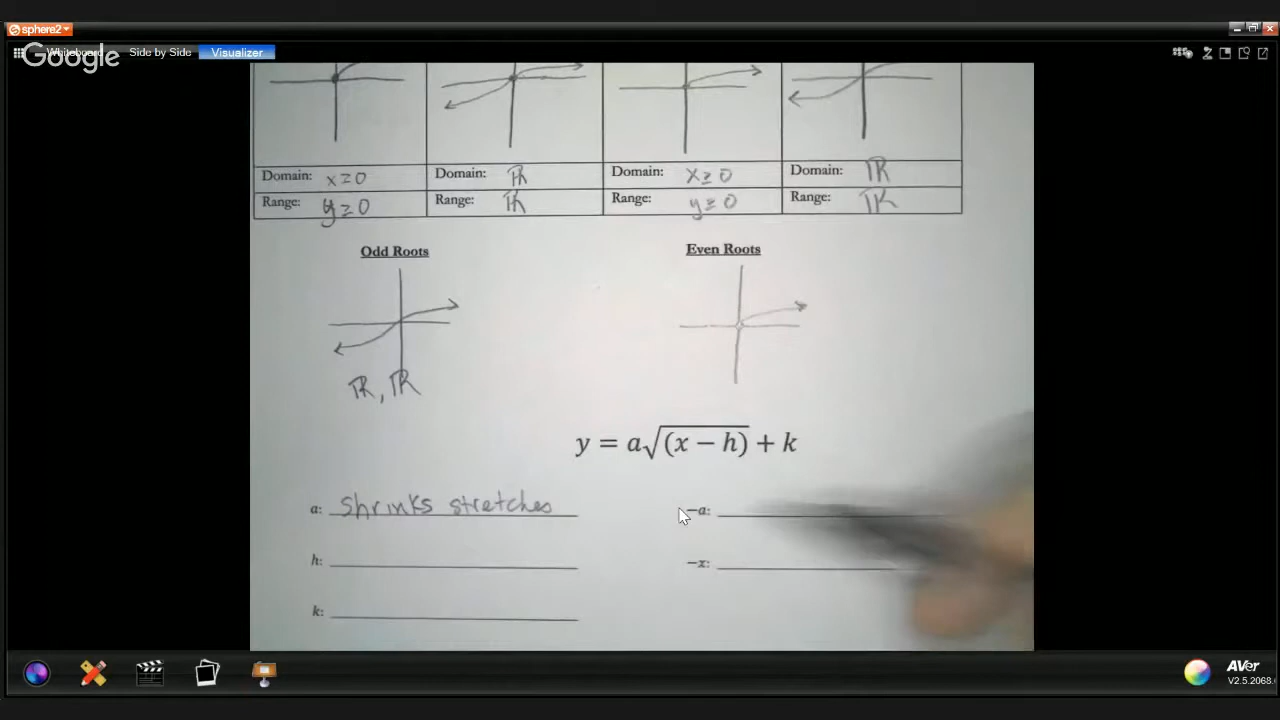 sphere2
Google
Side by Side
Visualizer
Domain: x≥0 Domain: ℝ Domain: x≥0 Domain: ℝ
Range: y≥0 Range: ℝ Range: y≥0 Range: ℝ
Odd Roots Even Roots
ℝ, ℝ
y = a√(x − h) + k
a: Shrinks stretches -a:
h: -x:
k:
AVer
V2.5.2068.